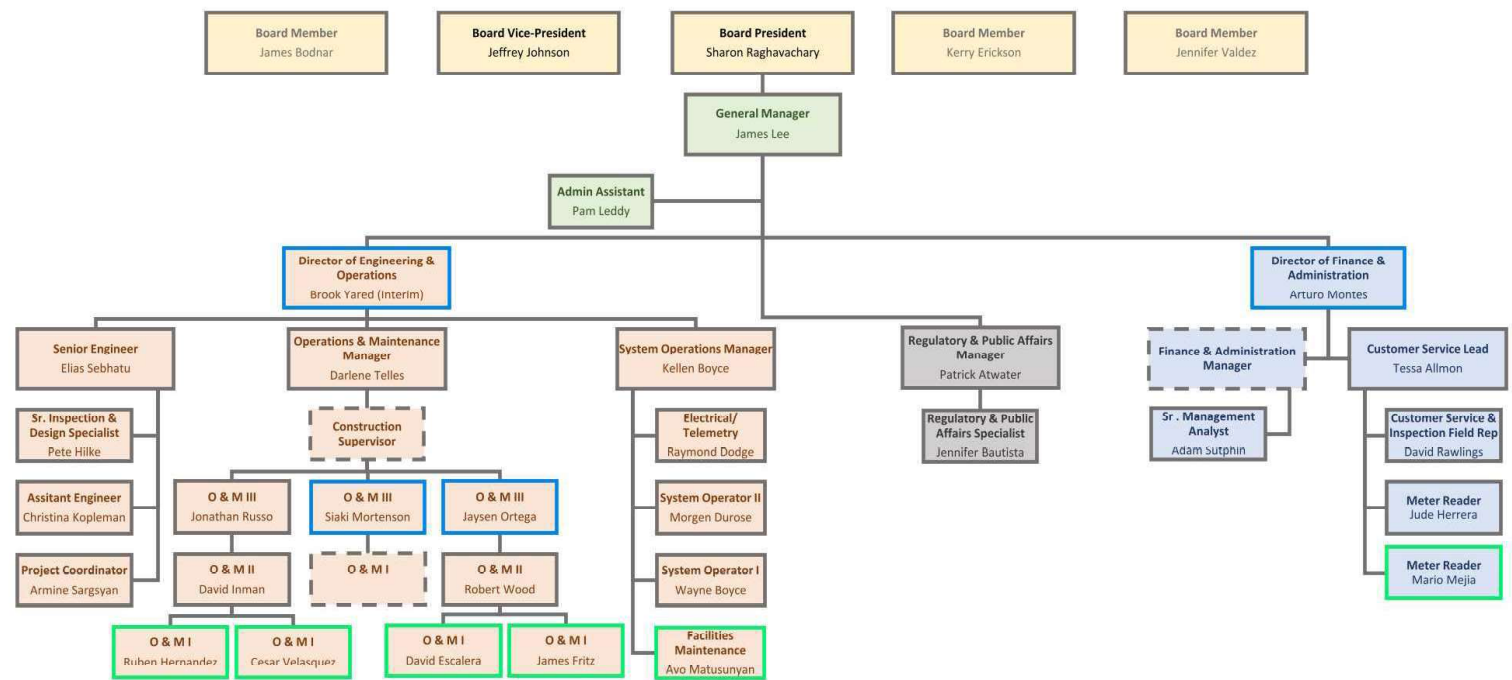 Board Member
James Bodnar
Board Vice-President
Jeffrey Johnson
Board President
Sharon Raghavachary
Board Member
Kerry Erickson
Board Member
Jennifer Valdez
General Manager
James Lee
Admin Assistant
Pam Leddy
Director of Engineering &
Operations
Brook Yared (Interim)
Director of Finance &
Administration
Arturo Montes
Senior Engineer
Elias Sebhatu
Operations & Maintenance
Manager
Darlene Telles
System Operations Manager
Kellen Boyce
Regulatory & Public Affairs
Manager
Patrick Atwater
Finance & Administration
Manager
Customer Service Lead
Tessa Allmon
Sr. Inspection &
Design Specialist
Pete Hilke
Construction
Supervisor
Electrical/
Telemetry
Raymond Dodge
Regulatory & Public
Affairs Specialist
Jennifer Bautista
Sr . Management
Analyst
Adam Sutphin
Customer Service &
Inspection Field Rep
David Rawlings
Assitant Engineer
Christina Kopleman
O & M III
Jonathan Russo
O & M III
Siaki Mortenson
O & M III
Jaysen Ortega
System Operator II
Morgen Durose
Meter Reader
Jude Herrera
Project Coordinator
Armine Sargsyan
O & M II
David Inman
O & M I
O & M II
Robert Wood
System Operator I
Wayne Boyce
Meter Reader
Mario Mejia
O & M I
Ruben Hernandez
O & M I
Cesar Velasquez
O & M I
David Escalera
O & M I
James Fritz
Facilities
Maintenance
Avo Matusunyan